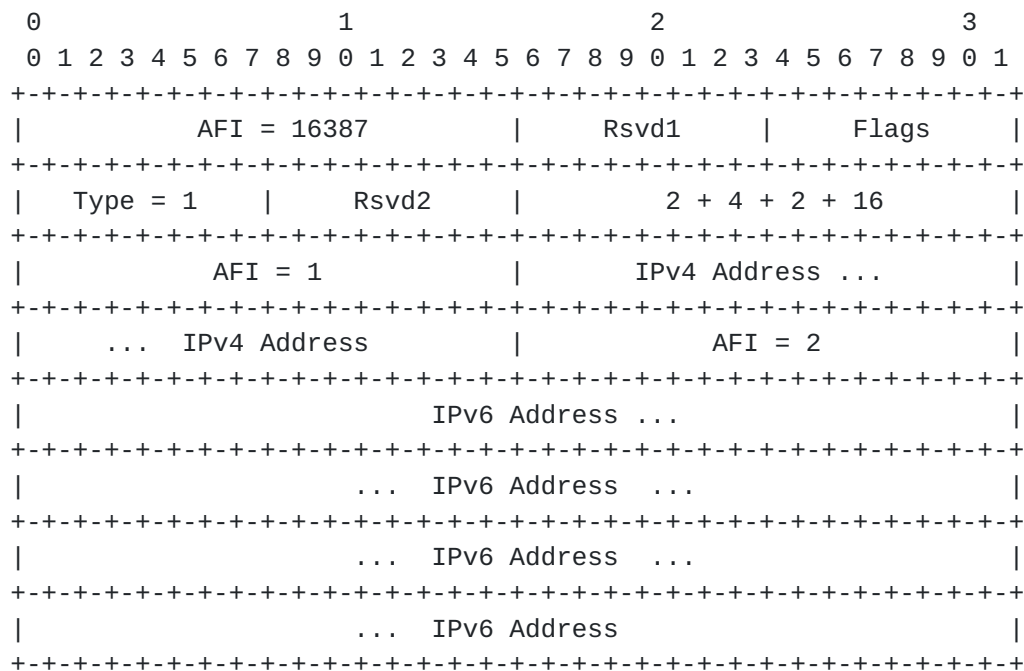 0                   1                   2                   3
 0 1 2 3 4 5 6 7 8 9 0 1 2 3 4 5 6 7 8 9 0 1 2 3 4 5 6 7 8 9 0 1
+-+-+-+-+-+-+-+-+-+-+-+-+-+-+-+-+-+-+-+-+-+-+-+-+-+-+-+-+-+-+-+-+
|           AFI = 16387         |     Rsvd1     |     Flags     |
+-+-+-+-+-+-+-+-+-+-+-+-+-+-+-+-+-+-+-+-+-+-+-+-+-+-+-+-+-+-+-+-+
|   Type = 1    |     Rsvd2     |         2 + 4 + 2 + 16        |
+-+-+-+-+-+-+-+-+-+-+-+-+-+-+-+-+-+-+-+-+-+-+-+-+-+-+-+-+-+-+-+-+
|            AFI = 1            |       IPv4 Address ...        |
+-+-+-+-+-+-+-+-+-+-+-+-+-+-+-+-+-+-+-+-+-+-+-+-+-+-+-+-+-+-+-+-+
|     ...  IPv4 Address         |            AFI = 2            |
+-+-+-+-+-+-+-+-+-+-+-+-+-+-+-+-+-+-+-+-+-+-+-+-+-+-+-+-+-+-+-+-+
|                          IPv6 Address ...                     |
+-+-+-+-+-+-+-+-+-+-+-+-+-+-+-+-+-+-+-+-+-+-+-+-+-+-+-+-+-+-+-+-+
|                     ...  IPv6 Address  ...                    |
+-+-+-+-+-+-+-+-+-+-+-+-+-+-+-+-+-+-+-+-+-+-+-+-+-+-+-+-+-+-+-+-+
|                     ...  IPv6 Address  ...                    |
+-+-+-+-+-+-+-+-+-+-+-+-+-+-+-+-+-+-+-+-+-+-+-+-+-+-+-+-+-+-+-+-+
|                     ...  IPv6 Address                         |
+-+-+-+-+-+-+-+-+-+-+-+-+-+-+-+-+-+-+-+-+-+-+-+-+-+-+-+-+-+-+-+-+